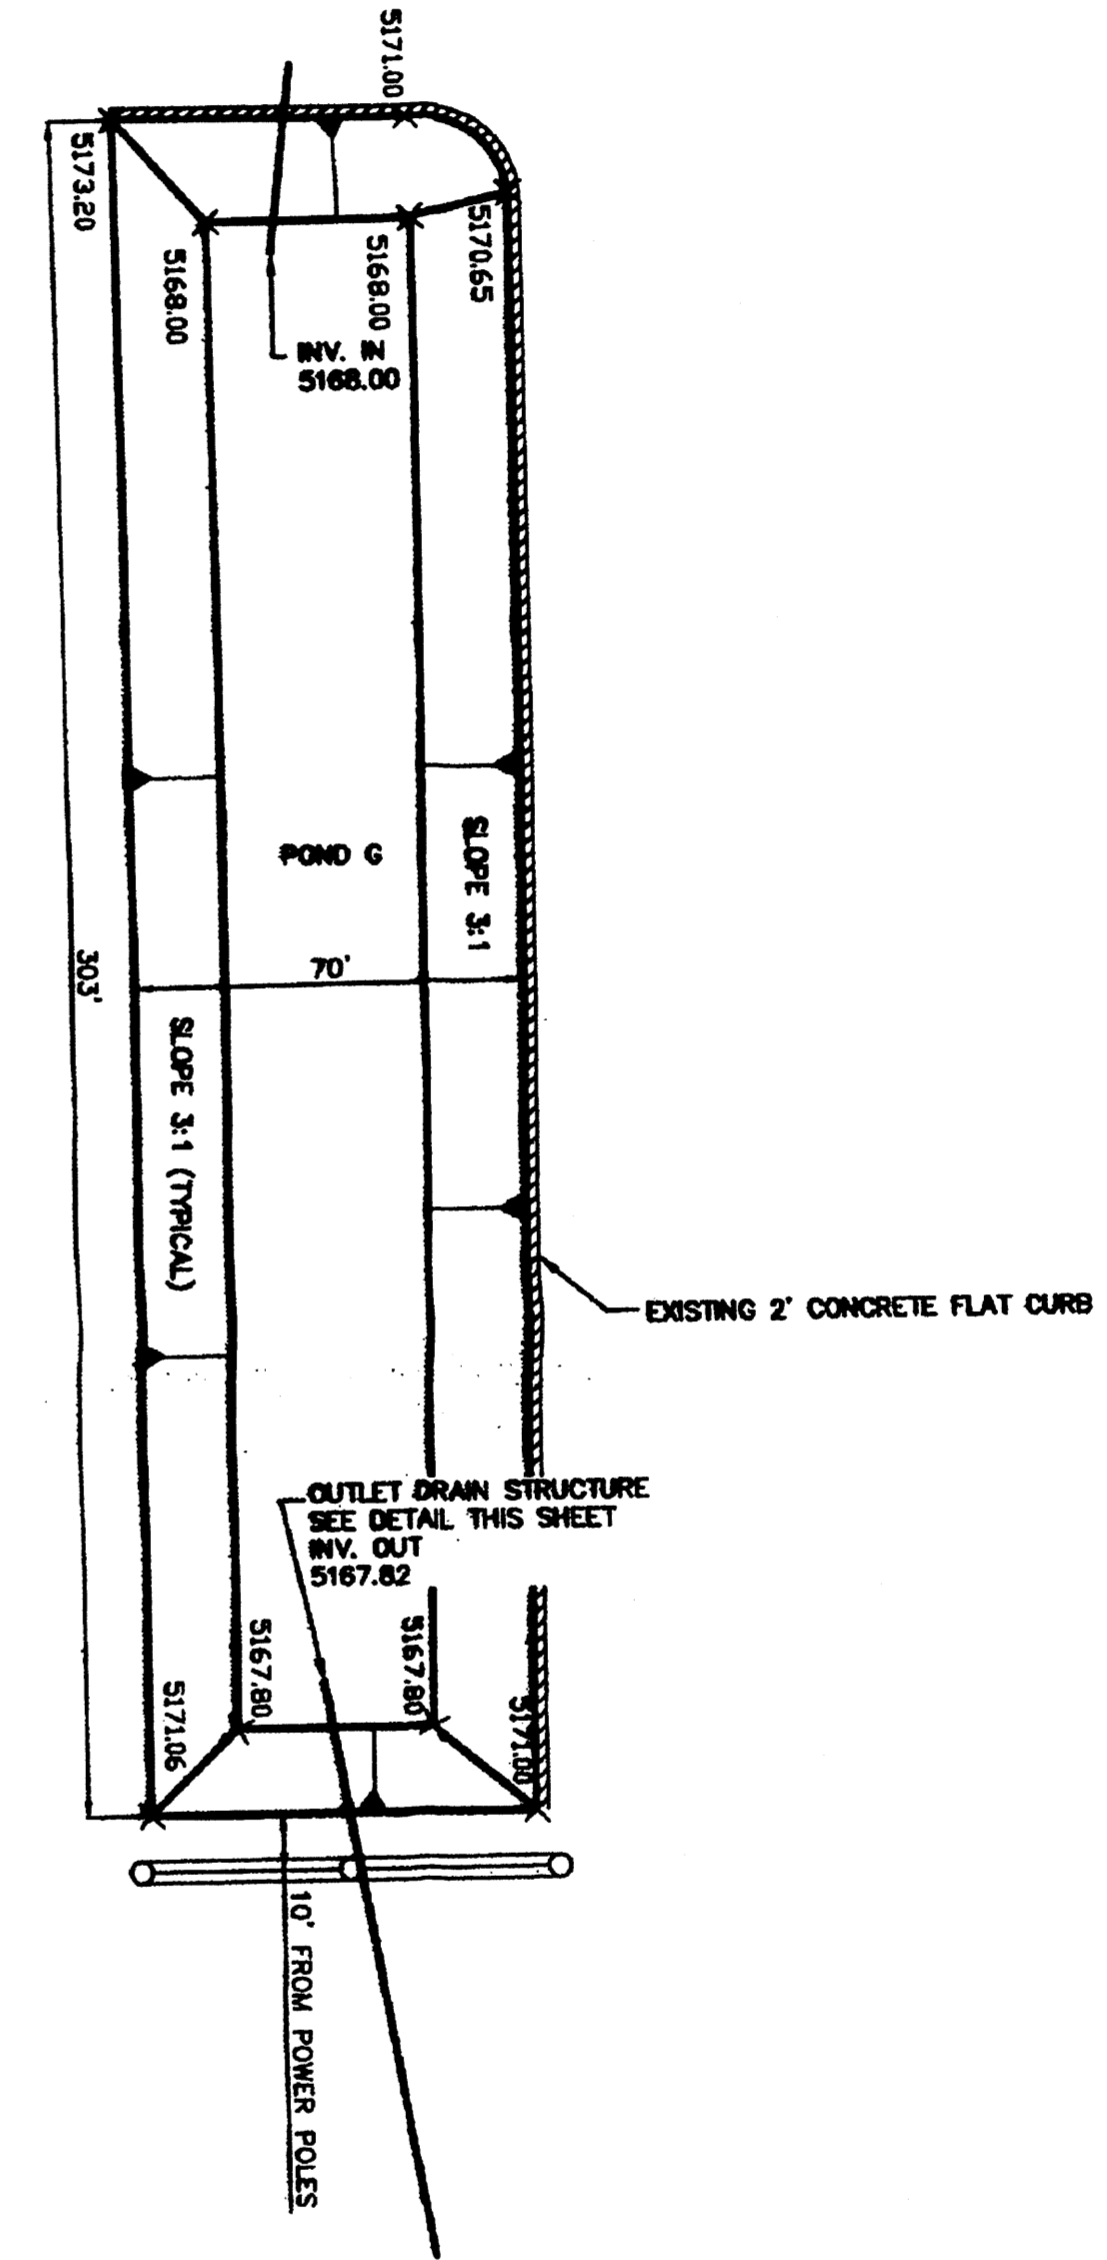 5171.00
5173.20
5168.00
5168.00
5170.65
INV. IN
5168.00
POND G
SLOPE 3:1
70'
303'
SLOPE 3:1 (TYPICAL)
EXISTING 2' CONCRETE FLAT CURB
OUTLET DRAIN STRUCTURE
SEE DETAIL THIS SHEET
INV. OUT
5167.82
5167.80
5167.80
5171.06
5171.00
10' FROM POWER POLES